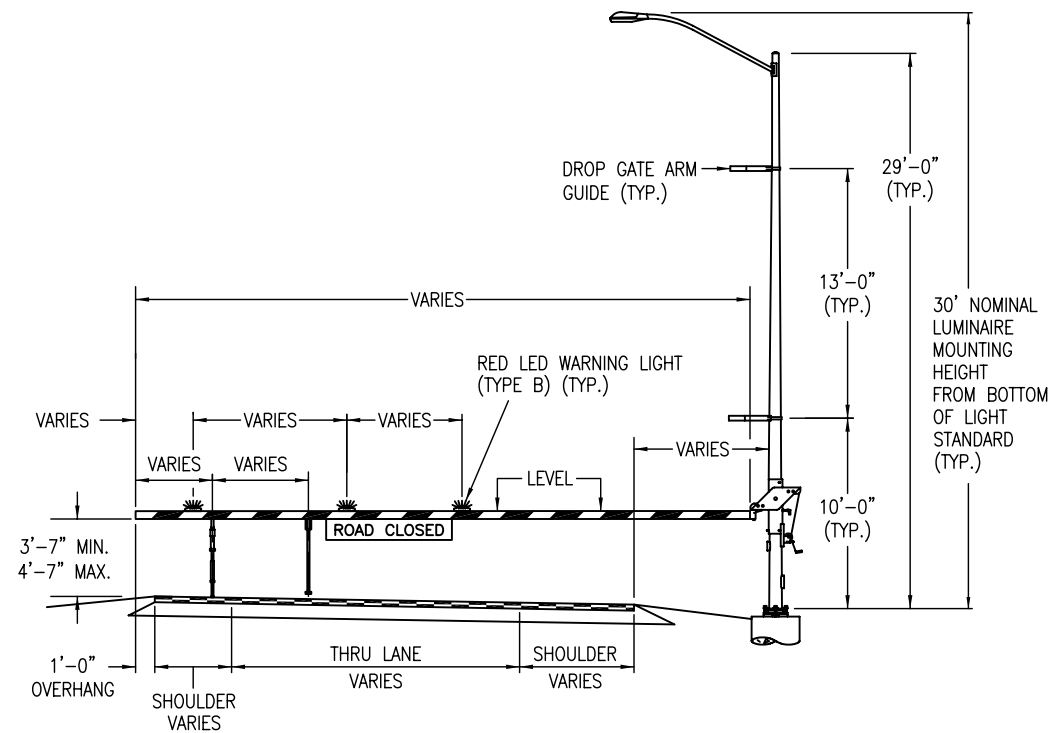 DROP GATE ARM
GUIDE (TYP.)
29'-0"
(TYP.)
13'-0"
(TYP.)
VARIES
30' NOMINAL
LUMINAIRE
MOUNTING
HEIGHT
FROM BOTTOM
OF LIGHT
STANDARD
(TYP.)
RED LED WARNING LIGHT
(TYPE B) (TYP.)
VARIES
VARIES
VARIES
VARIES
VARIES
VARIES
LEVEL
10'-0"
(TYP.)
ROAD CLOSED
3'-7" MIN.
4'-7" MAX.
1'-0"
OVERHANG
SHOULDER
VARIES
THRU LANE
VARIES
SHOULDER
VARIES